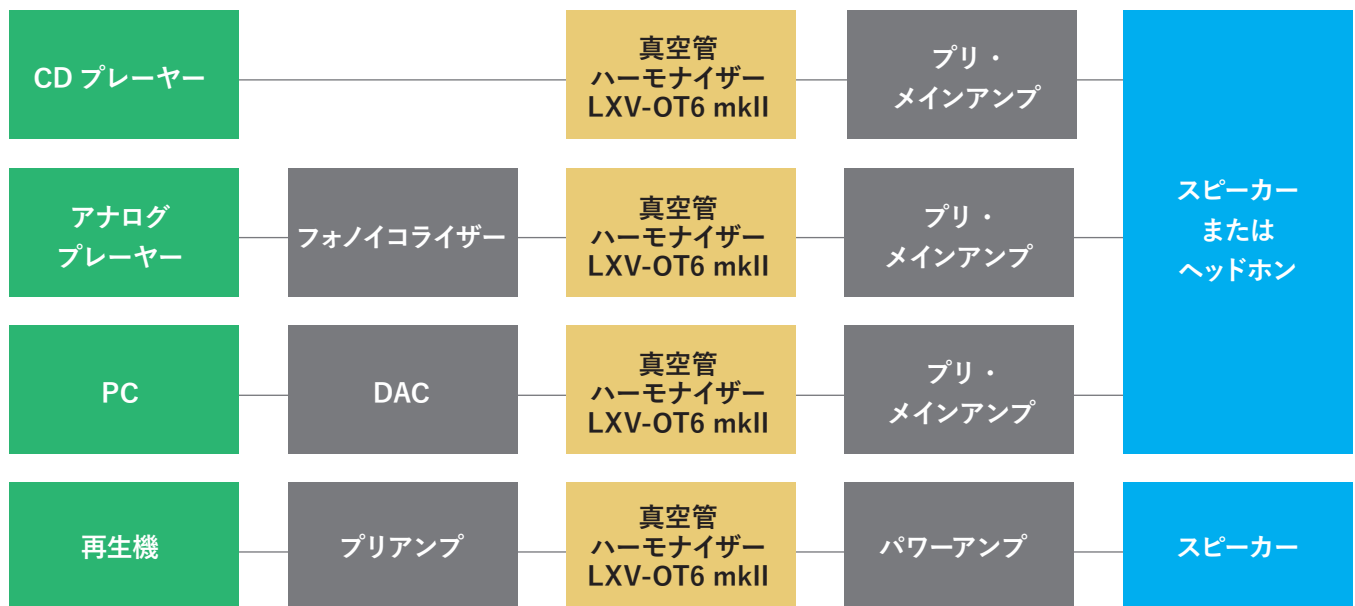 CD プレーヤー
真空管
ハーモナイザー
LXV-OT6 mkII
プリ・
メインアンプ
スピーカー
または
ヘッドホン
アナログ
プレーヤー
フォノイコライザー
真空管
ハーモナイザー
LXV-OT6 mkII
プリ・
メインアンプ
PC
DAC
真空管
ハーモナイザー
LXV-OT6 mkII
プリ・
メインアンプ
再生機
プリアンプ
真空管
ハーモナイザー
LXV-OT6 mkII
パワーアンプ
スピーカー